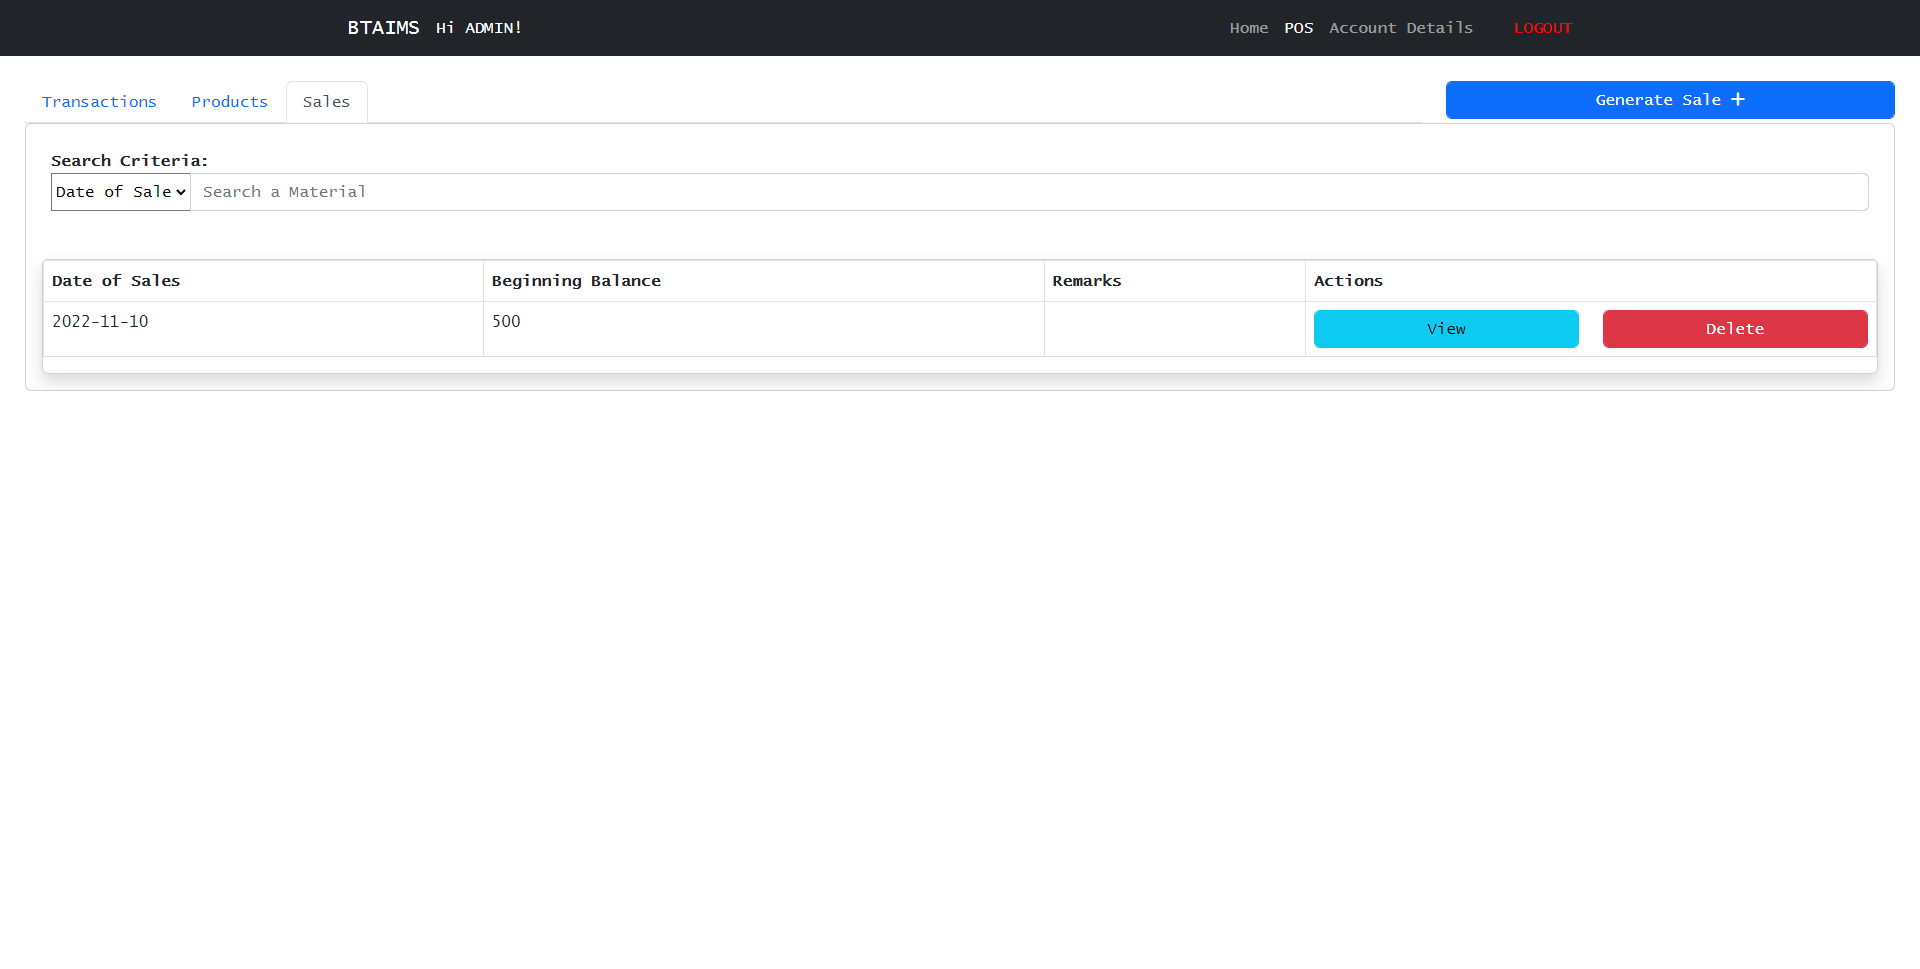 BTAIMS Hi ADMIN! Home POS Account Details LOGOUT
Transactions Products Sales Generate Sale +
Search Criteria:
Date of Sale Search a Material
Date of Sales Beginning Balance Remarks Actions
2022-11-10 500 View Delete